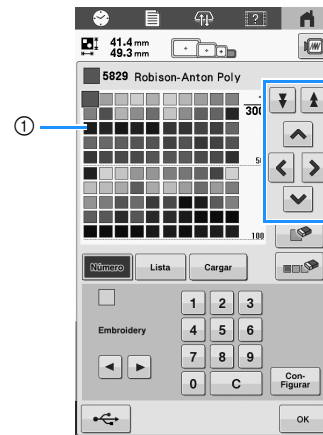 41.4 mm
49.3 mm
5829 Robison-Anton Poly
1
300
①
50
100
Número Lista Cargar
Embroidery
1 2 3
4 5 6
7 8 9
0 C
Con-
Figurar
OK